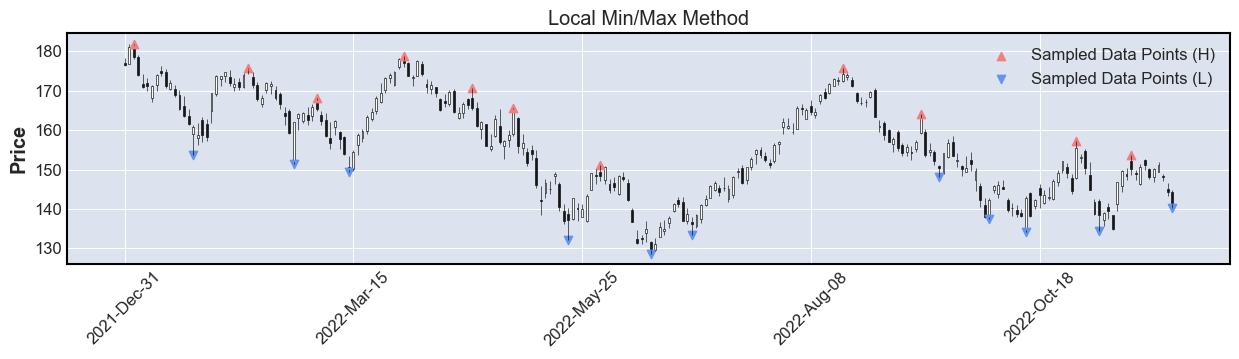 Local Min/Max Method
Sampled Data Points (H)
Sampled Data Points (L)
Price
180
170
160
150
140
130
2021-Dec-31
2022-Mar-15
2022-May-25
2022-Aug-08
2022-Oct-18